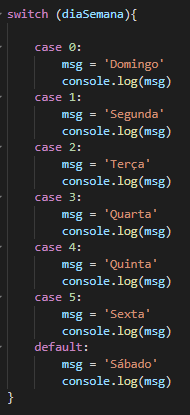 switch (diaSemana){
case 0:
msg = 'Domingo'
console.log(msg)
case 1:
msg = 'Segunda'
console.log(msg)
case 2:
msg = 'Terça'
console.log(msg)
case 3:
msg = 'Quarta'
console.log(msg)
case 4:
msg = 'Quinta'
console.log(msg)
case 5:
msg = 'Sexta'
console.log(msg)
default:
msg = 'Sábado'
console.log(msg)
}